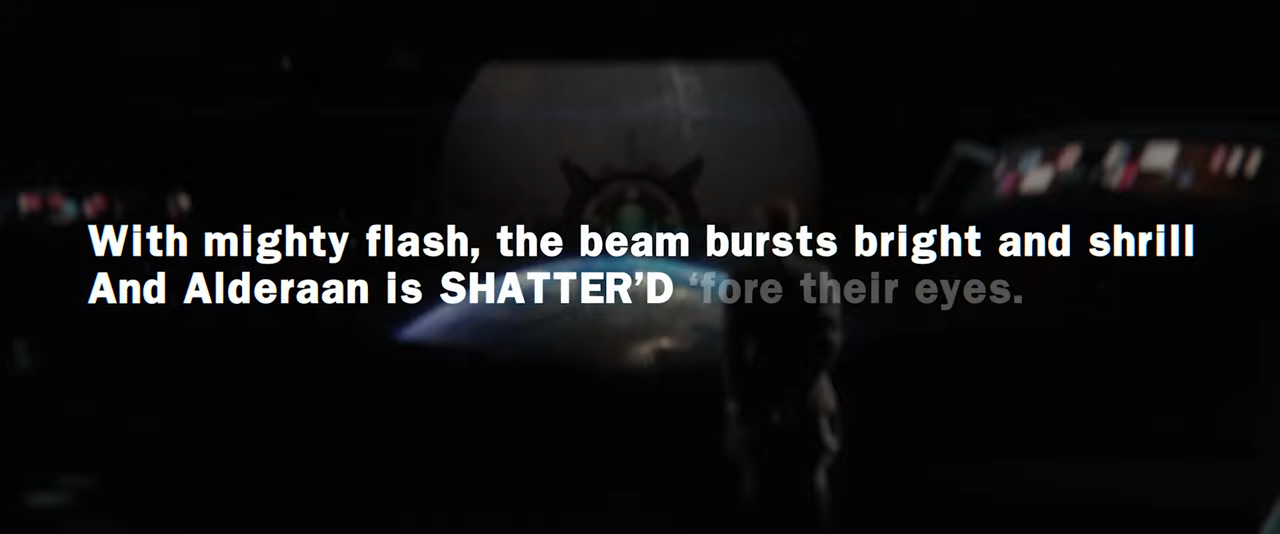 With mighty flash, the beam bursts bright and shrill
And Alderaan is SHATTER’D ‘fore their eyes.